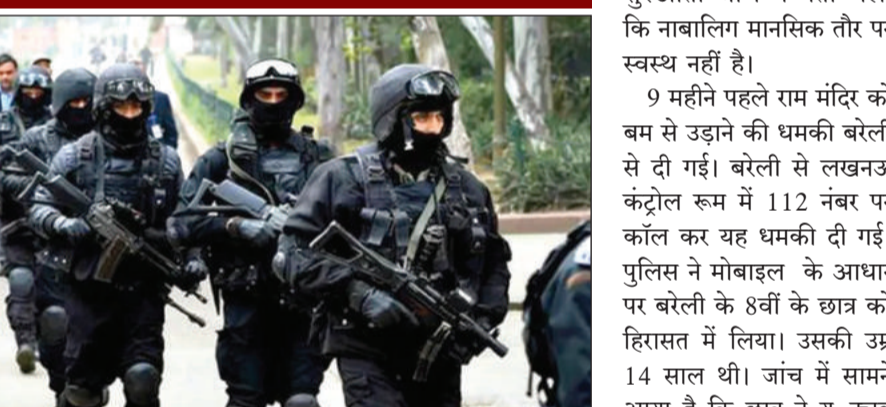 कि नाबालिग मानसिक तौर पर
स्वस्थ नहीं है।
9 महीने पहले राम मंदिर को
बम से उड़ाने की धमकी बरेली
से दी गई। बरेली से लखनऊ
कंट्रोल रूम में 112 नंबर पर
कॉल कर यह धमकी दी गई
पुलिस ने मोबाइल के आधार
पर बरेली के 8वीं के छात्र को
हिरासत में लिया। उसकी उम्र
14 साल थी। जांच में सामने